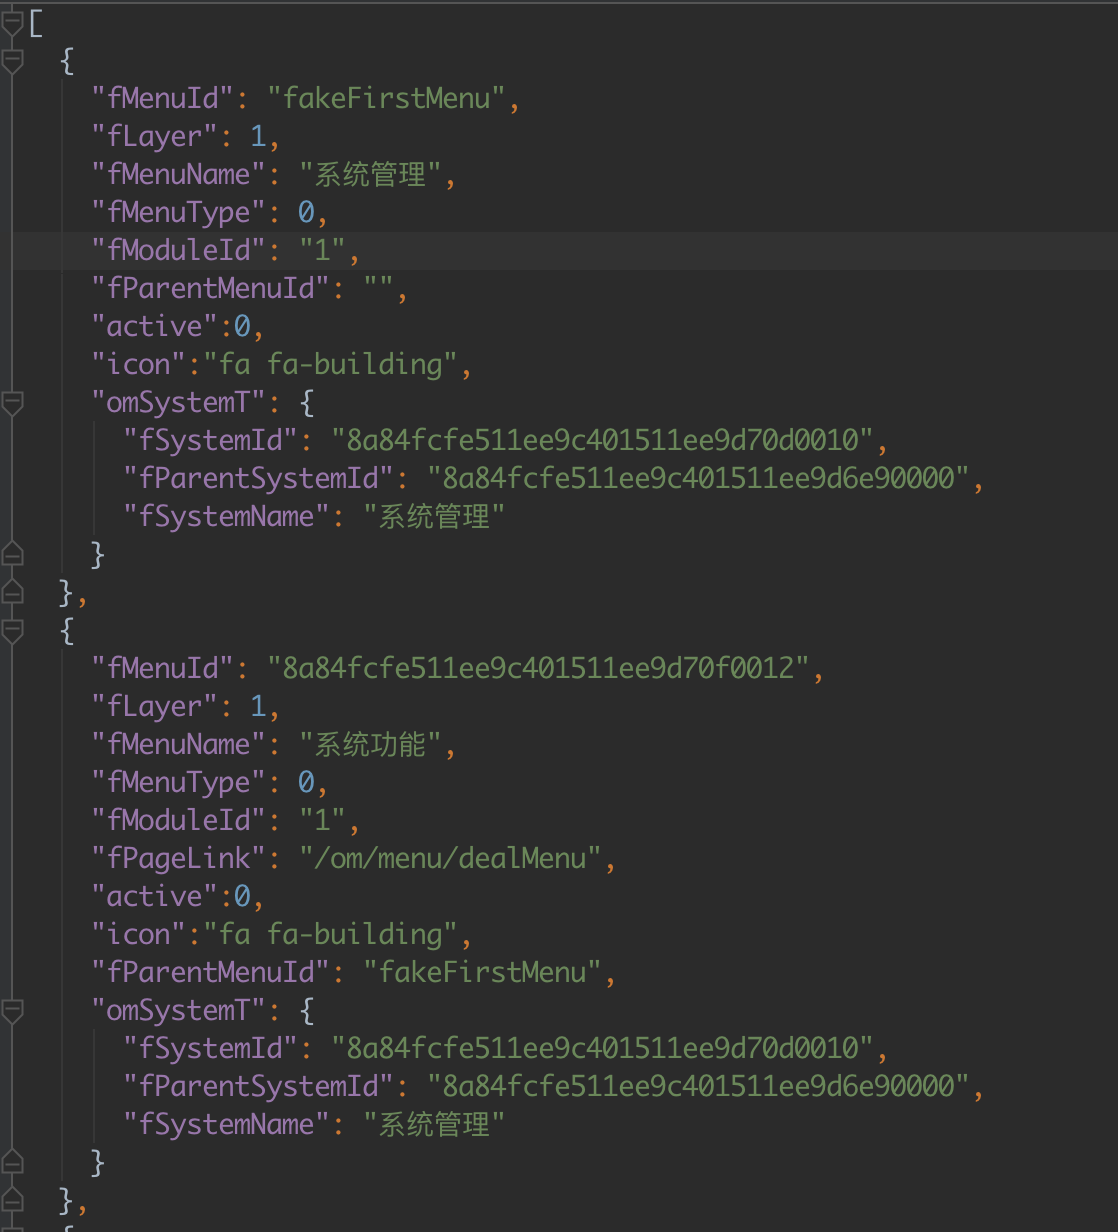 [
{
"fMenuId": "fakeFirstMenu",
"fLayer": 1,
"fMenuName": "系统管理",
"fMenuType": 0,
"fModuleId": "1",
"fParentMenuId": "",
"active":0,
"icon":"fa fa-building",
"omSystemT": {
"fSystemId": "8a84fcfe511ee9c401511ee9d70d0010",
"fParentSystemId": "8a84fcfe511ee9c401511ee9d6e90000",
"fSystemName": "系统管理"
}
},
{
"fMenuId": "8a84fcfe511ee9c401511ee9d70f0012",
"fLayer": 1,
"fMenuName": "系统功能",
"fMenuType": 0,
"fModuleId": "1",
"fPageLink": "/om/menu/dealMenu",
"active":0,
"icon":"fa fa-building",
"fParentMenuId": "fakeFirstMenu",
"omSystemT": {
"fSystemId": "8a84fcfe511ee9c401511ee9d70d0010",
"fParentSystemId": "8a84fcfe511ee9c401511ee9d6e90000",
"fSystemName": "系统管理"
}
},
{